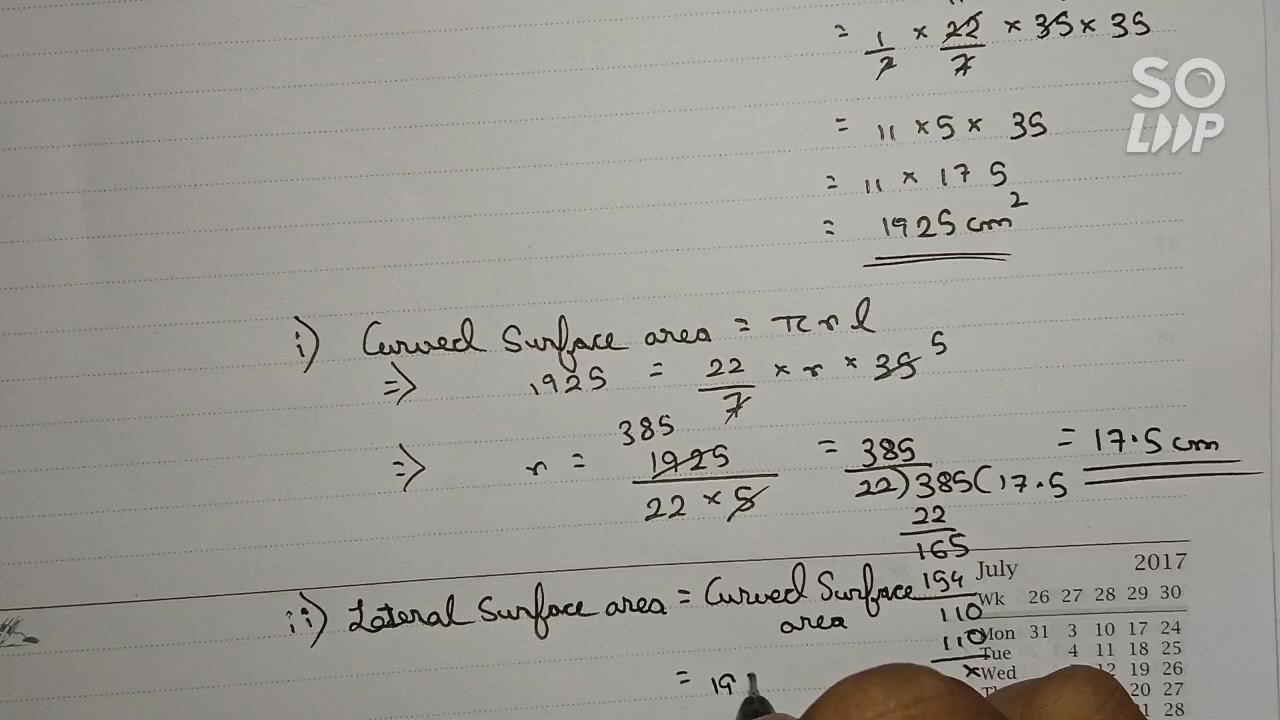 = 1/2 × 22/7 × 35 × 35
SO
LOOP
= 11 × 5 × 35
= 11 × 175
= 1925 cm²
i) Curved Surface area = πrl
⇒ 1925 = 22/7 × r × 35 5
385
⇒ r = 1925/22 × 5 = 385/22 22)385(17.5 = 17.5 cm
22
165
154
110
110
×
ii) Lateral Surface area = Curved Surface
area
= 19
July 2017
Wk 26 27 28 29 30
Mon 31 3 10 17 24
Tue 4 11 18 25
Wed 12 19 26
20 27
28